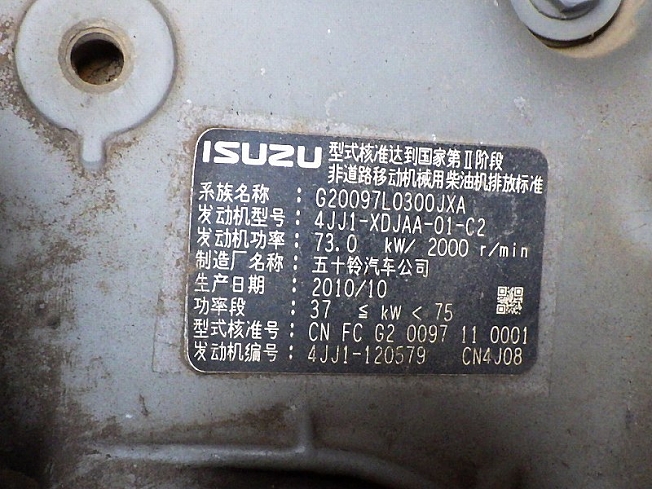 ISUZU 型式核准达到国家第Ⅱ阶段
非道路移动机械用柴油机排放标准
系族名称： G20097L0300JXA
发动机型号： 4JJ1-XDJAA-01-C2
发动机功率： 73.0 kW/ 2000 r/min
制造厂名称： 五十铃汽车公司
生产日期： 2010/10
功率段： 37 ≤ kW < 75
型式核准号： CN FC G2 0097 11 0001
发动机编号： 4JJ1-120579 CN4J08